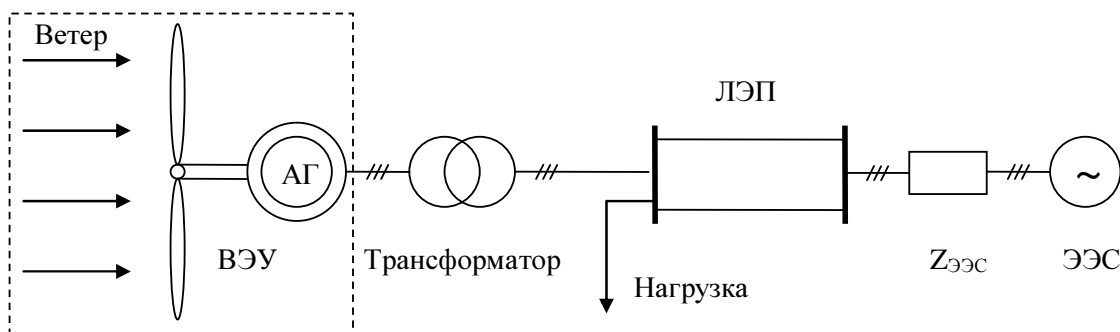 Ветер
ЛЭП
АГ
~
ВЭУ
Трансформатор
Нагрузка
ZЭЭС
ЭЭС